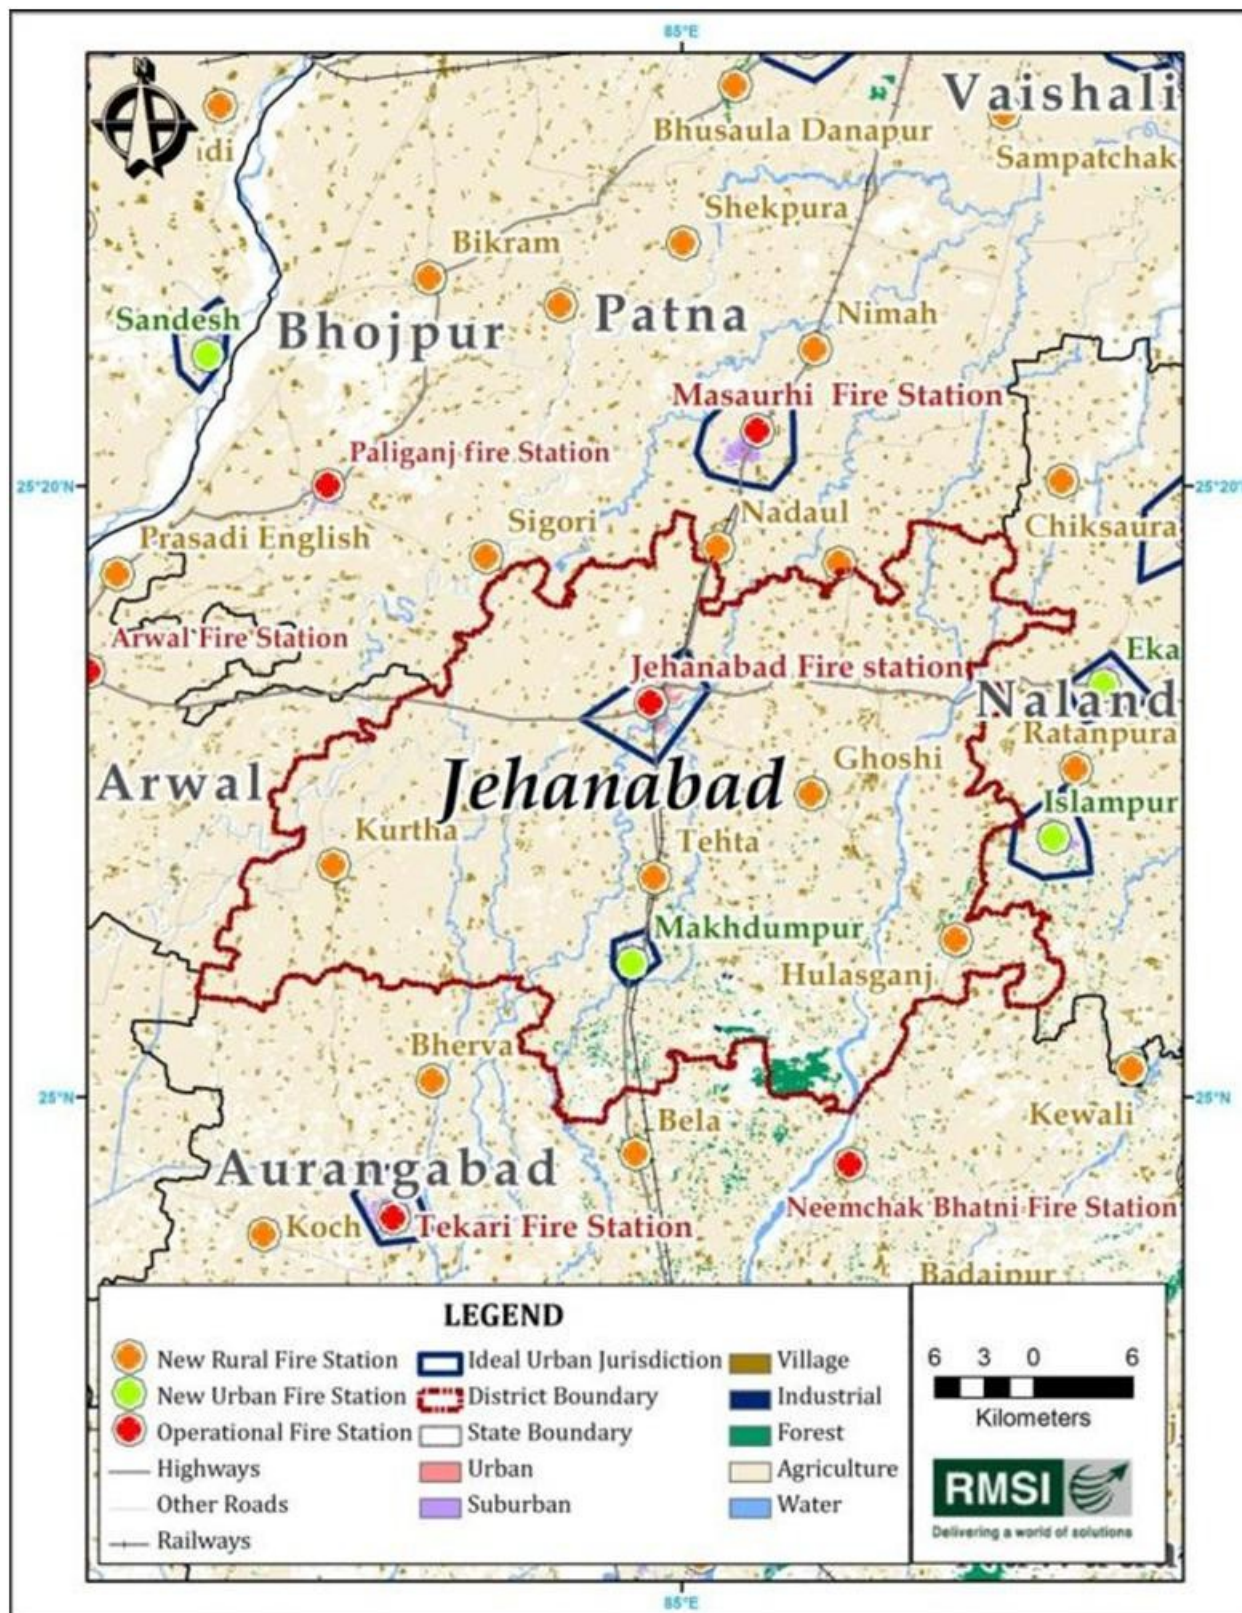 85°E
N
Vaishali
Bhusaula Danapur
Sampatchak
Shekpura
Bikram
Sandesh
Bhojpur
Patna
Nimah
Masaurhi Fire Station
Paliganj fire Station
25°20'N
25°20'
Prasadi English
Sigori
Nadaul
Chiksaura
Arwal Fire Station
Jehanabad Fire station
Eka
Naland
Ratanpura
Arwal
Jehanabad
Ghoshi
Islampur
Kurtha
Tehta
Makhdumpur
Hulasganj
Bherva
25°N
25°N
Bela
Kewali
Aurangabad
Neemchak Bhatni Fire Station
Koch
Tekari Fire Station
Badaipur
LEGEND
New Rural Fire Station
Ideal Urban Jurisdiction
Village
New Urban Fire Station
District Boundary
Industrial
Operational Fire Station
State Boundary
Forest
Highways
Urban
Agriculture
Other Roads
Suburban
Water
Railways
6 3 0 6
Kilometers
RMSI
Delivering a world of solutions
85°E